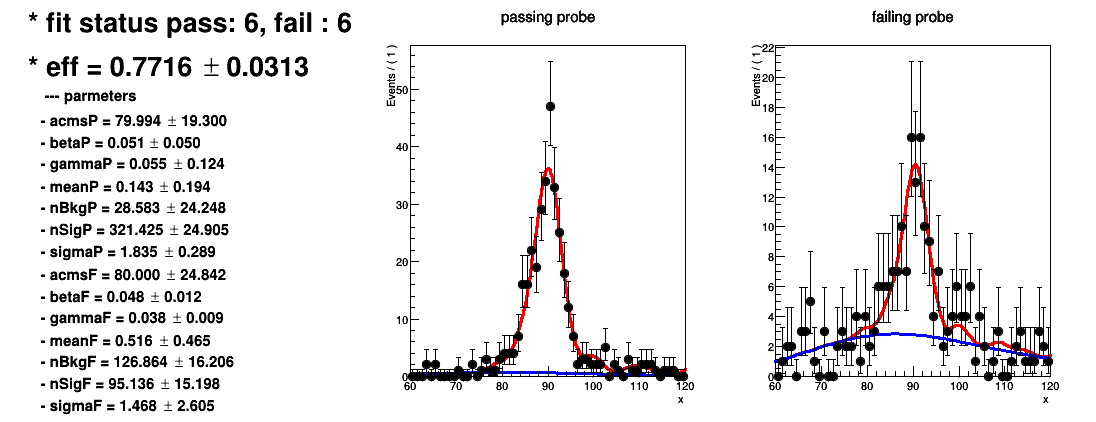 * fit status pass: 6, fail : 6
* eff = 0.7716 ± 0.0313
--- parmeters
- acmsP = 79.994 ± 19.300
- betaP = 0.051 ± 0.050
- gammaP = 0.055 ± 0.124
- meanP = 0.143 ± 0.194
- nBkgP = 28.583 ± 24.248
- nSigP = 321.425 ± 24.905
- sigmaP = 1.835 ± 0.289
- acmsF = 80.000 ± 24.842
- betaF = 0.048 ± 0.012
- gammaF = 0.038 ± 0.009
- meanF = 0.516 ± 0.465
- nBkgF = 126.864 ± 16.206
- nSigF = 95.136 ± 15.198
- sigmaF = 1.468 ± 2.605
passing probe
Events / ( 1 )
50
40
30
20
10
0
60 70 80 90 100 110 120
x
failing probe
Events / ( 1 )
22
20
18
16
14
12
10
8
6
4
2
0
60 70 80 90 100 110 120
x